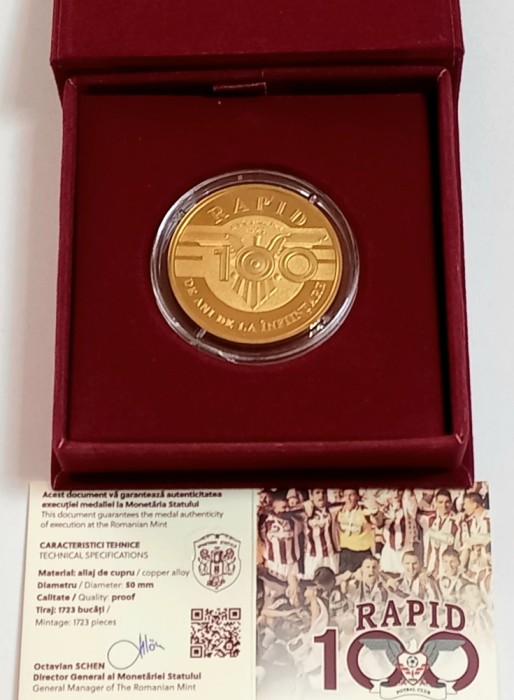 RAPID
100
DE ANI DE LA ÎNFIINȚARE
Acest document vă garantează autenticitatea
execuției medaliei la Monetăria Statului
This document guarantees the medal authenticity
of execution at the Romanian Mint
CARACTERISTICI TEHNICE
TECHNICAL SPECIFICATIONS
Material: aliaj de cupru / copper alloy
Diametru / Diameter: 50 mm
Calitate / Quality: proof
Tiraj: 1723 bucăți /
Mintage: 1723 pieces
Octavian SCHEN
Director General al Monetăriei Statului
General Manager of The Romanian Mint
RAPID
100
FOTBAL CLUB